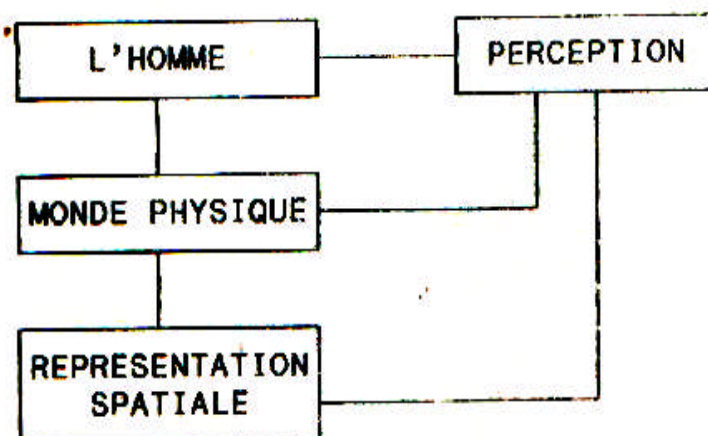 L'HOMME
PERCEPTION
MONDE PHYSIQUE
REPRESENTATION
SPATIALE